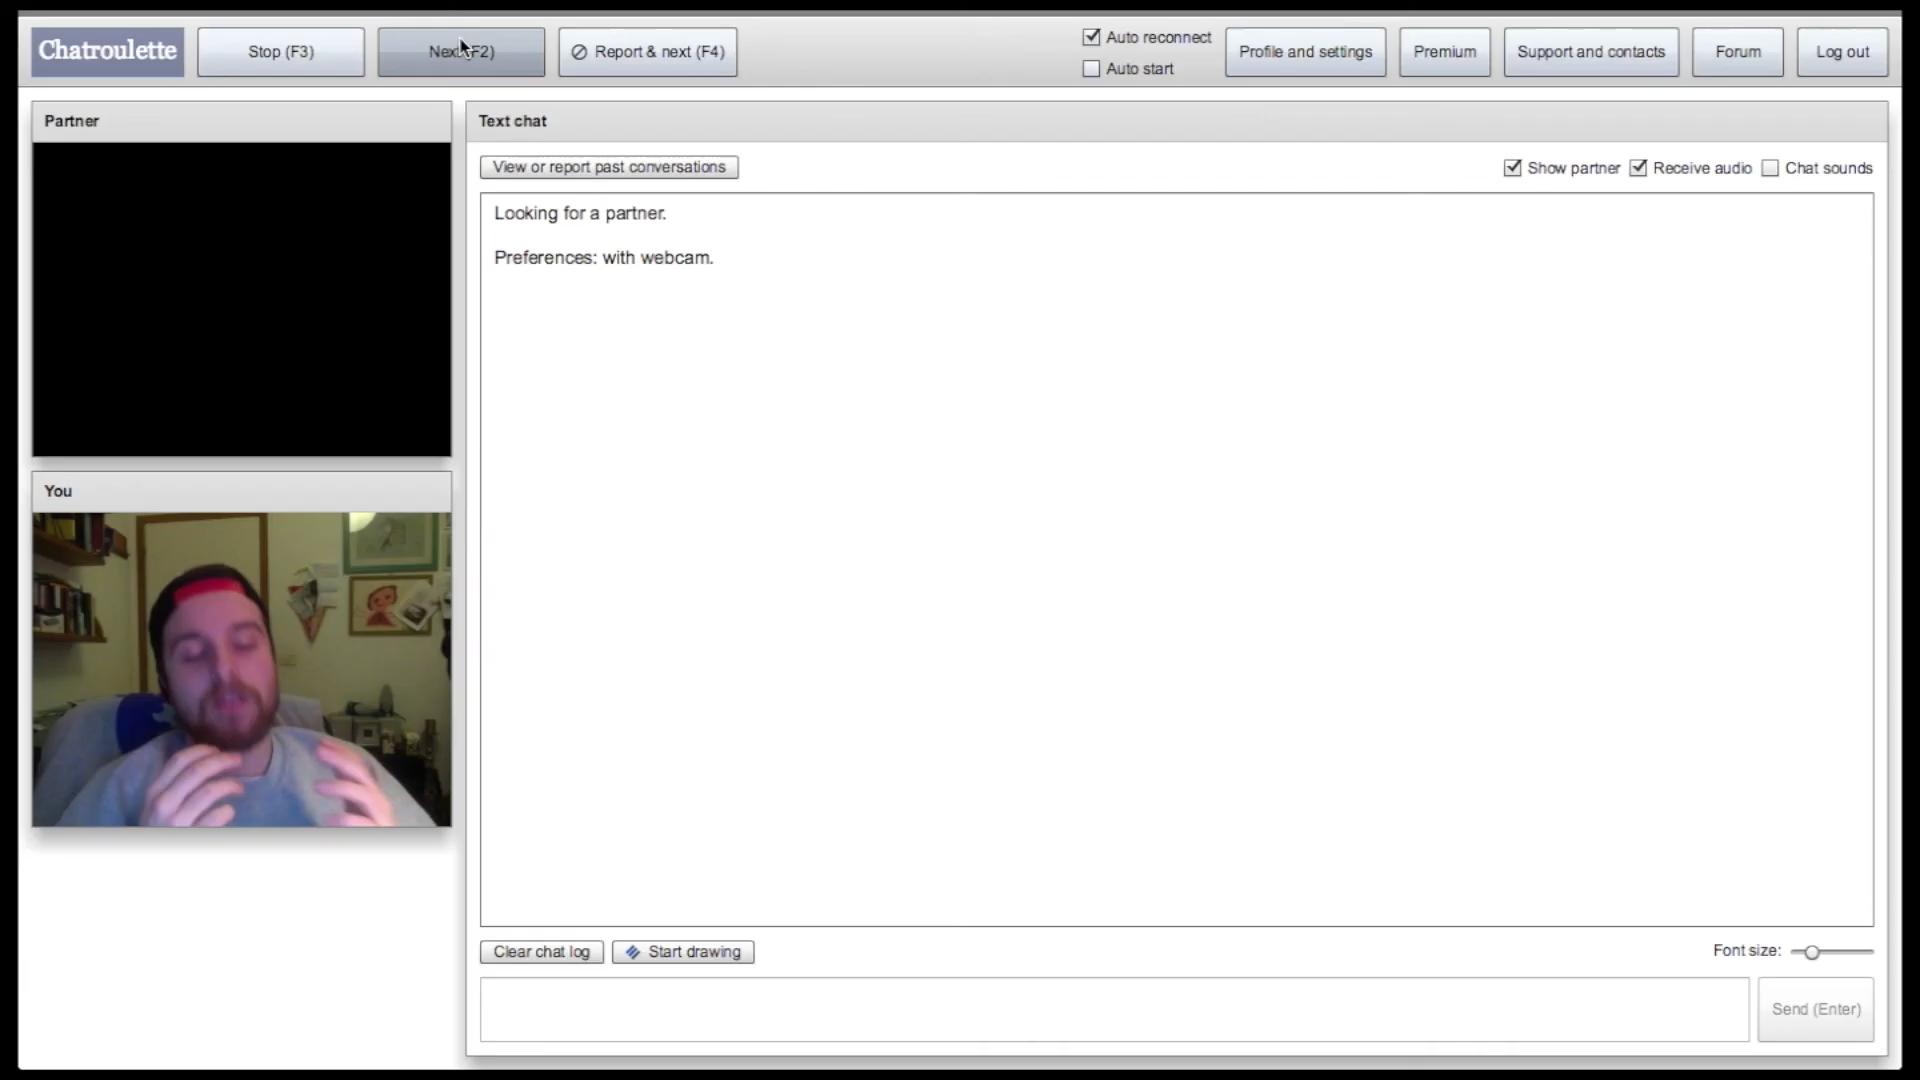 Chatroulette
Stop (F3)
Next (F2)
Report & next (F4)
Auto reconnect
Auto start
Profile and settings
Premium
Support and contacts
Forum
Log out
Partner
Text chat
View or report past conversations
Show partner
Receive audio
Chat sounds
Looking for a partner.
Preferences: with webcam.
You
Clear chat log
Start drawing
Font size:
Send (Enter)